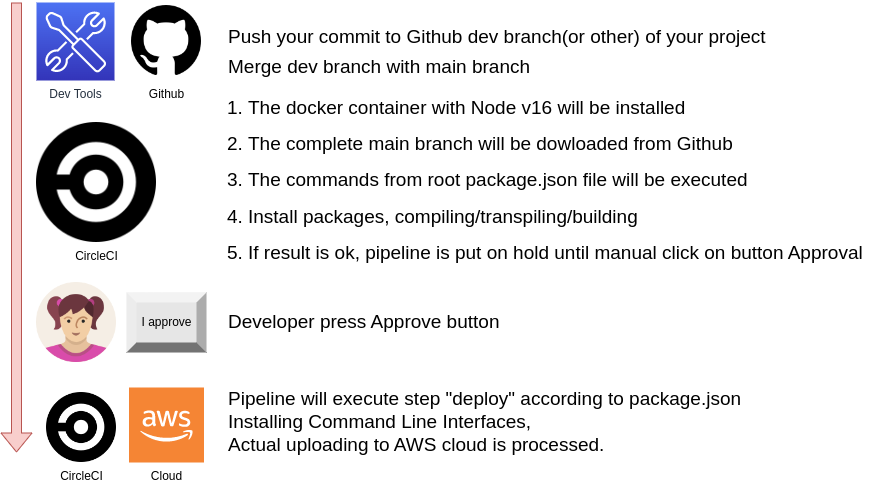 Push your commit to Github dev branch(or other) of your project
Merge dev branch with main branch
Dev Tools
Github
1. The docker container with Node v16 will be installed
2. The complete main branch will be dowloaded from Github
3. The commands from root package.json file will be executed
4. Install packages, compiling/transpiling/building
5. If result is ok, pipeline is put on hold until manual click on button Approval
CircleCI
I approve
Developer press Approve button
aws
Pipeline will execute step "deploy" according to package.json
Installing Command Line Interfaces,
Actual uploading to AWS cloud is processed.
CircleCI
Cloud